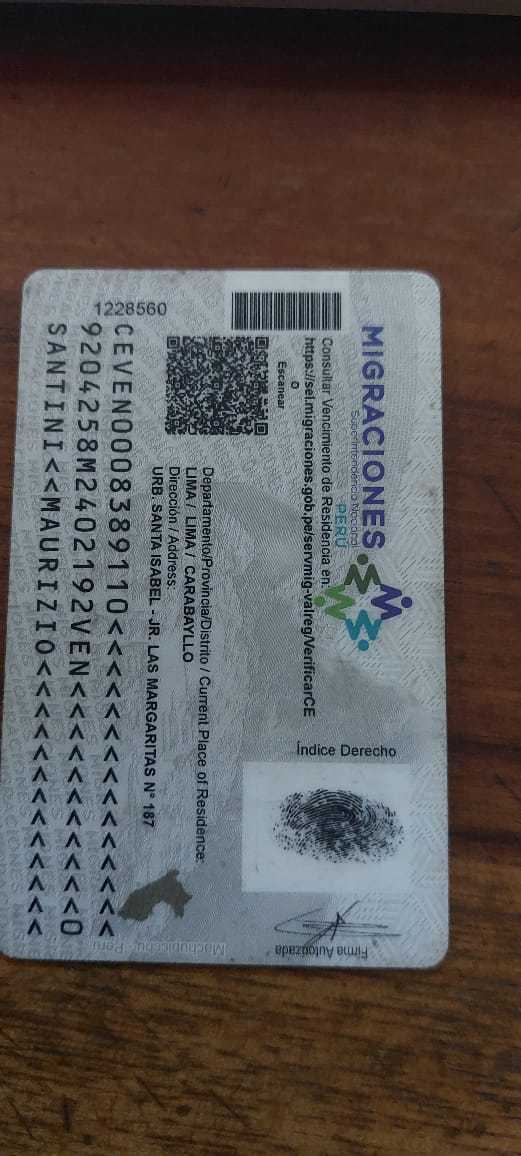 MIGRACIONES
Superintendencia Nacional
PERÚ
Consultar Vencimiento de Residencia en:
https://sel.migraciones.gob.pe/servmig-valreg/VerificarCE
O
Escanear
1228560
Índice Derecho
Departamento/Provincia/Distrito / Current Place of Residence:
LIMA / LIMA / CARABAYLLO
Dirección / Address:
URB. SANTA ISABEL - JR. LAS MARGARITAS N° 187
Firma Autorizada
Machupicchu - Perú
CEVEN0008389110<<<<<<<<<<<<<<<
9204258M2402192VEN<<<<<<<<<<<0
SANTINI<<MAURIZIO<<<<<<<<<<<<<